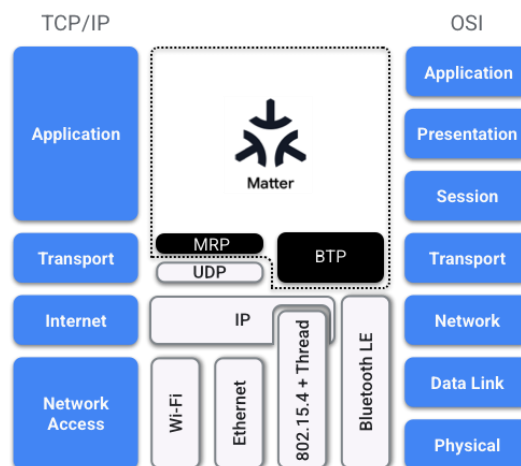 TCP/IP
OSI
Application
Application
Presentation
Session
Matter
MRP
BTP
UDP
Transport
Transport
Internet
IP
Network
Network
Access
Wi-Fi
Ethernet
802.15.4 + Thread
Bluetooth LE
Data Link
Physical